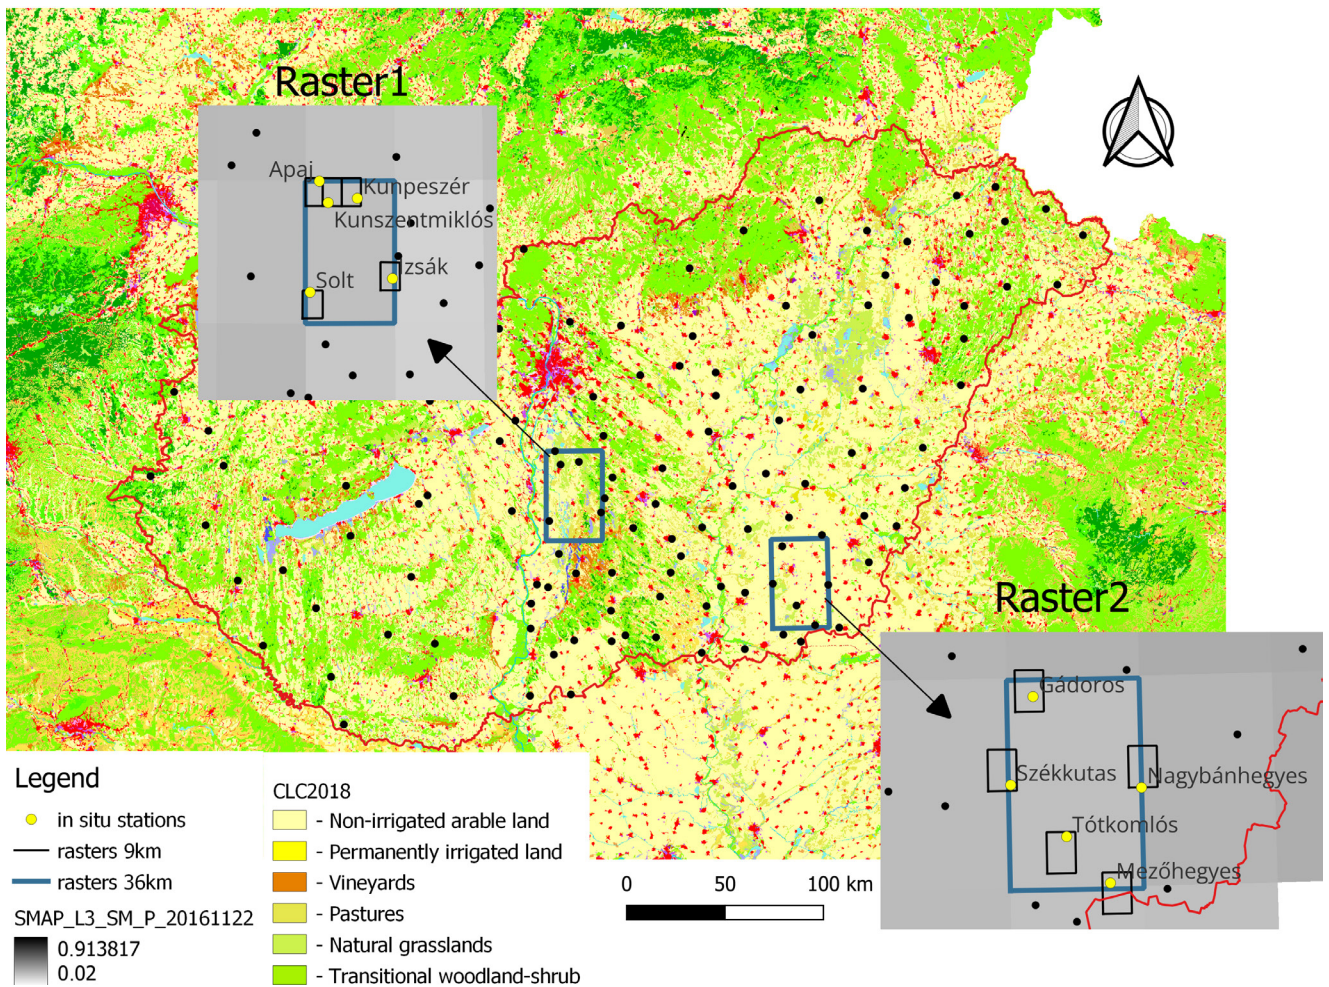 Raster1
Apaj
Kunpeszér
Kunszentmiklós
Izsák
Solt
Raster2
Gádoros
Székkutas
Nagybánhegyes
Tótkomlós
Mezőhegyes
Legend
in situ stations
rasters 9km
rasters 36km
SMAP_L3_SM_P_20161122
0.913817
0.02
CLC2018
- Non-irrigated arable land
- Permanently irrigated land
- Vineyards
- Pastures
- Natural grasslands
- Transitional woodland-shrub
0 50 100 km